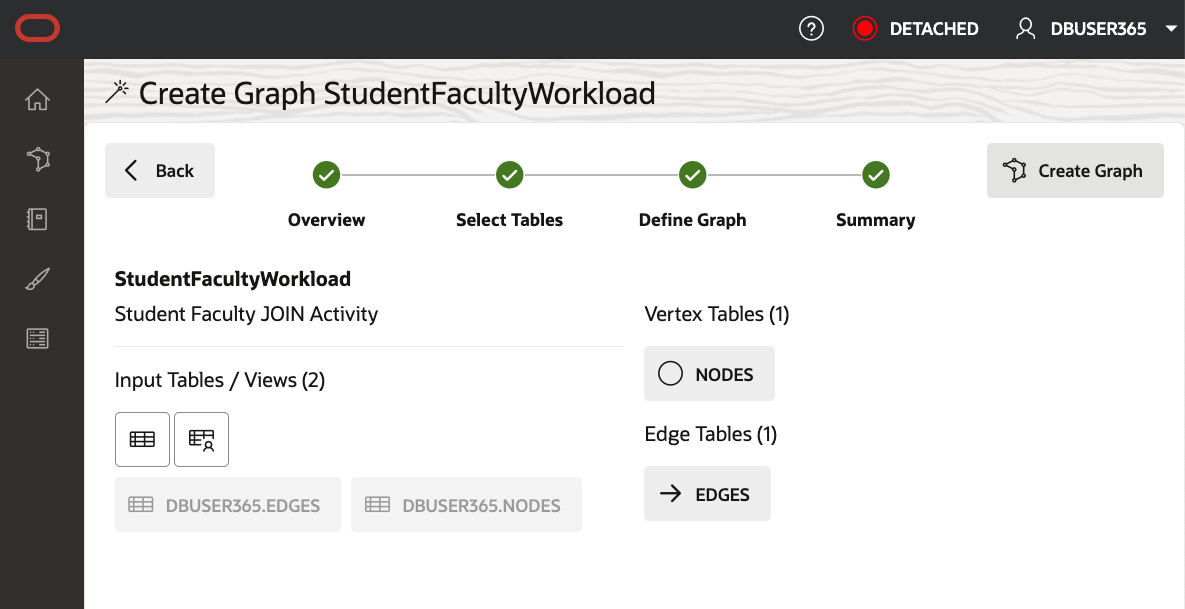 DETACHED
DBUSER365
Create Graph StudentFacultyWorkload
Back
Overview
Select Tables
Define Graph
Summary
Create Graph
StudentFacultyWorkload
Student Faculty JOIN Activity
Input Tables / Views (2)
DBUSER365.EDGES
DBUSER365.NODES
Vertex Tables (1)
NODES
Edge Tables (1)
EDGES